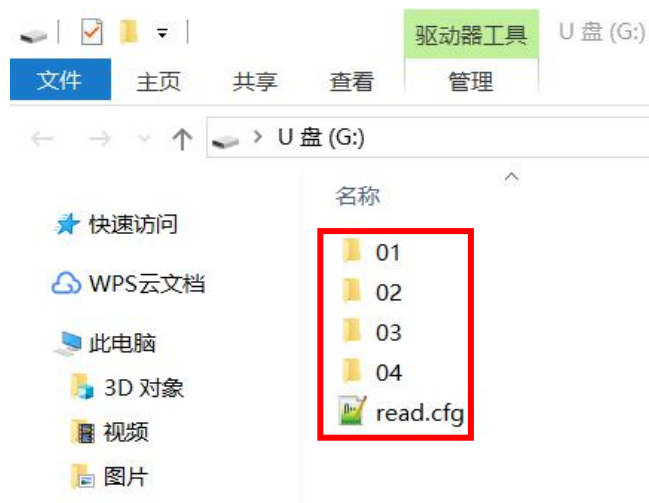 驱动器工具 U 盘 (G:)
文件 主页 共享 查看 管理
U 盘 (G:)
名称
快速访问
01
WPS云文档
02
此电脑
03
3D 对象
04
视频
read.cfg
图片